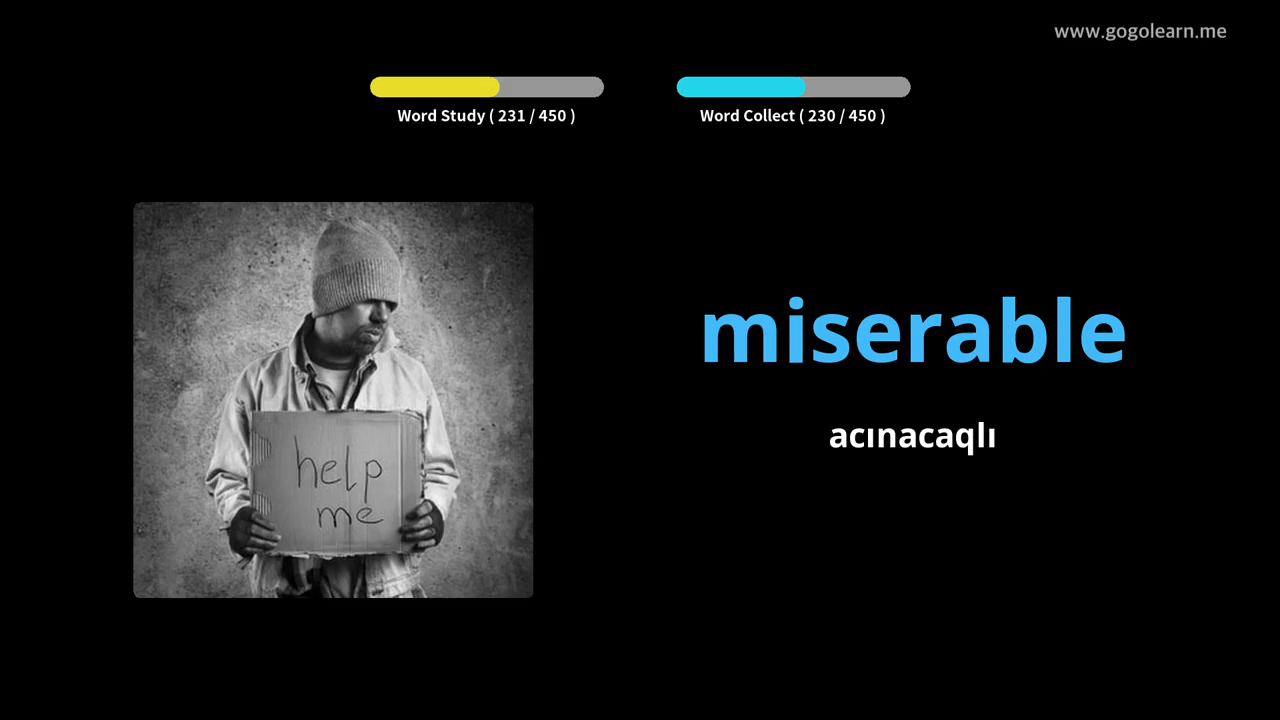 www.gogolearn.me
Word Study ( 231 / 450 )
Word Collect ( 230 / 450 )
help
me
miserable
acınacaqlı